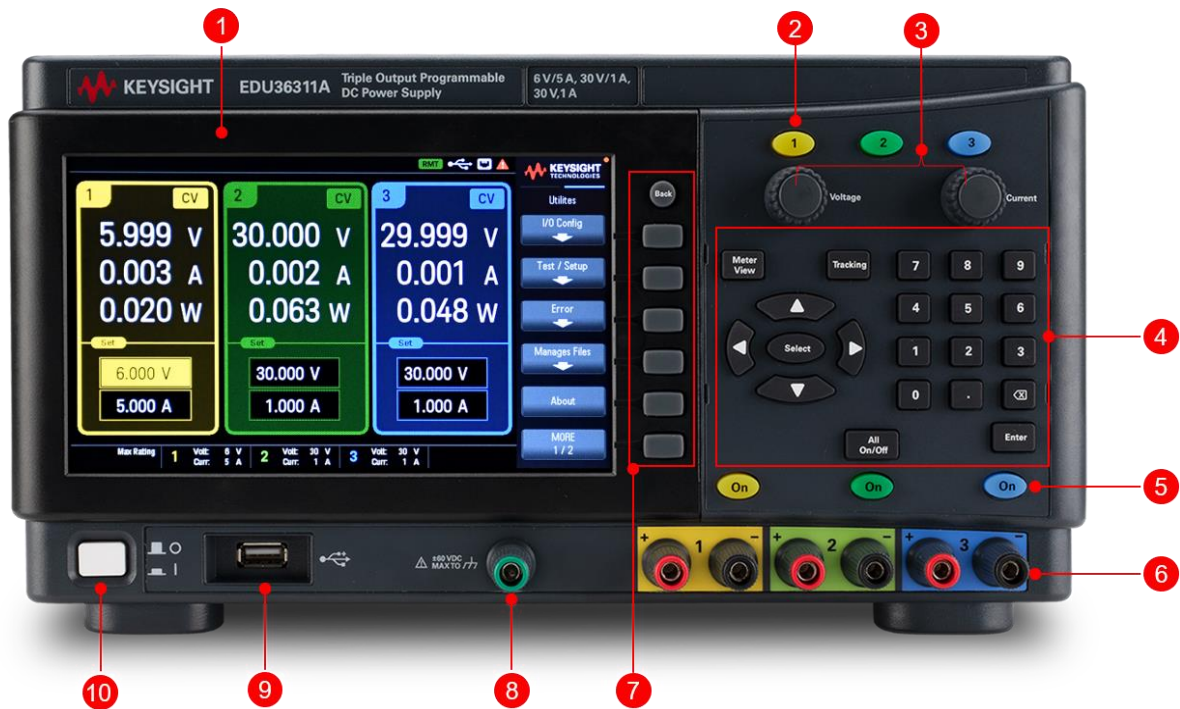 1
2
3
KEYSIGHT EDU36311A Triple Output Programmable DC Power Supply 6 V/5 A, 30 V/1 A, 30 V,1 A
1 2 3
RMT
KEYSIGHT TECHNOLOGIES
Utilites
Back
Voltage
Current
1 CV
5.999 V
0.003 A
0.020 W
Set
6.000 V
5.000 A
2 CV
30.000 V
0.002 A
0.063 W
Set
30.000 V
1.000 A
3 CV
29.999 V
0.001 A
0.048 W
Set
30.000 V
1.000 A
I/O Config
Test / Setup
Error
Manages Files
About
MORE
1 / 2
Max Rating 1 Volt: 6 V Curr: 5 A 2 Volt: 30 V Curr: 1 A 3 Volt: 30 V Curr: 1 A
Meter View
Tracking
7 8 9
4 5 6
Select
1 2 3
0 .
All On/Off
Enter
4
On On On
5
+ 1 −
+ 2 −
+ 3 −
6
O
I
±60 VDC
MAX TO
10
9
8
7